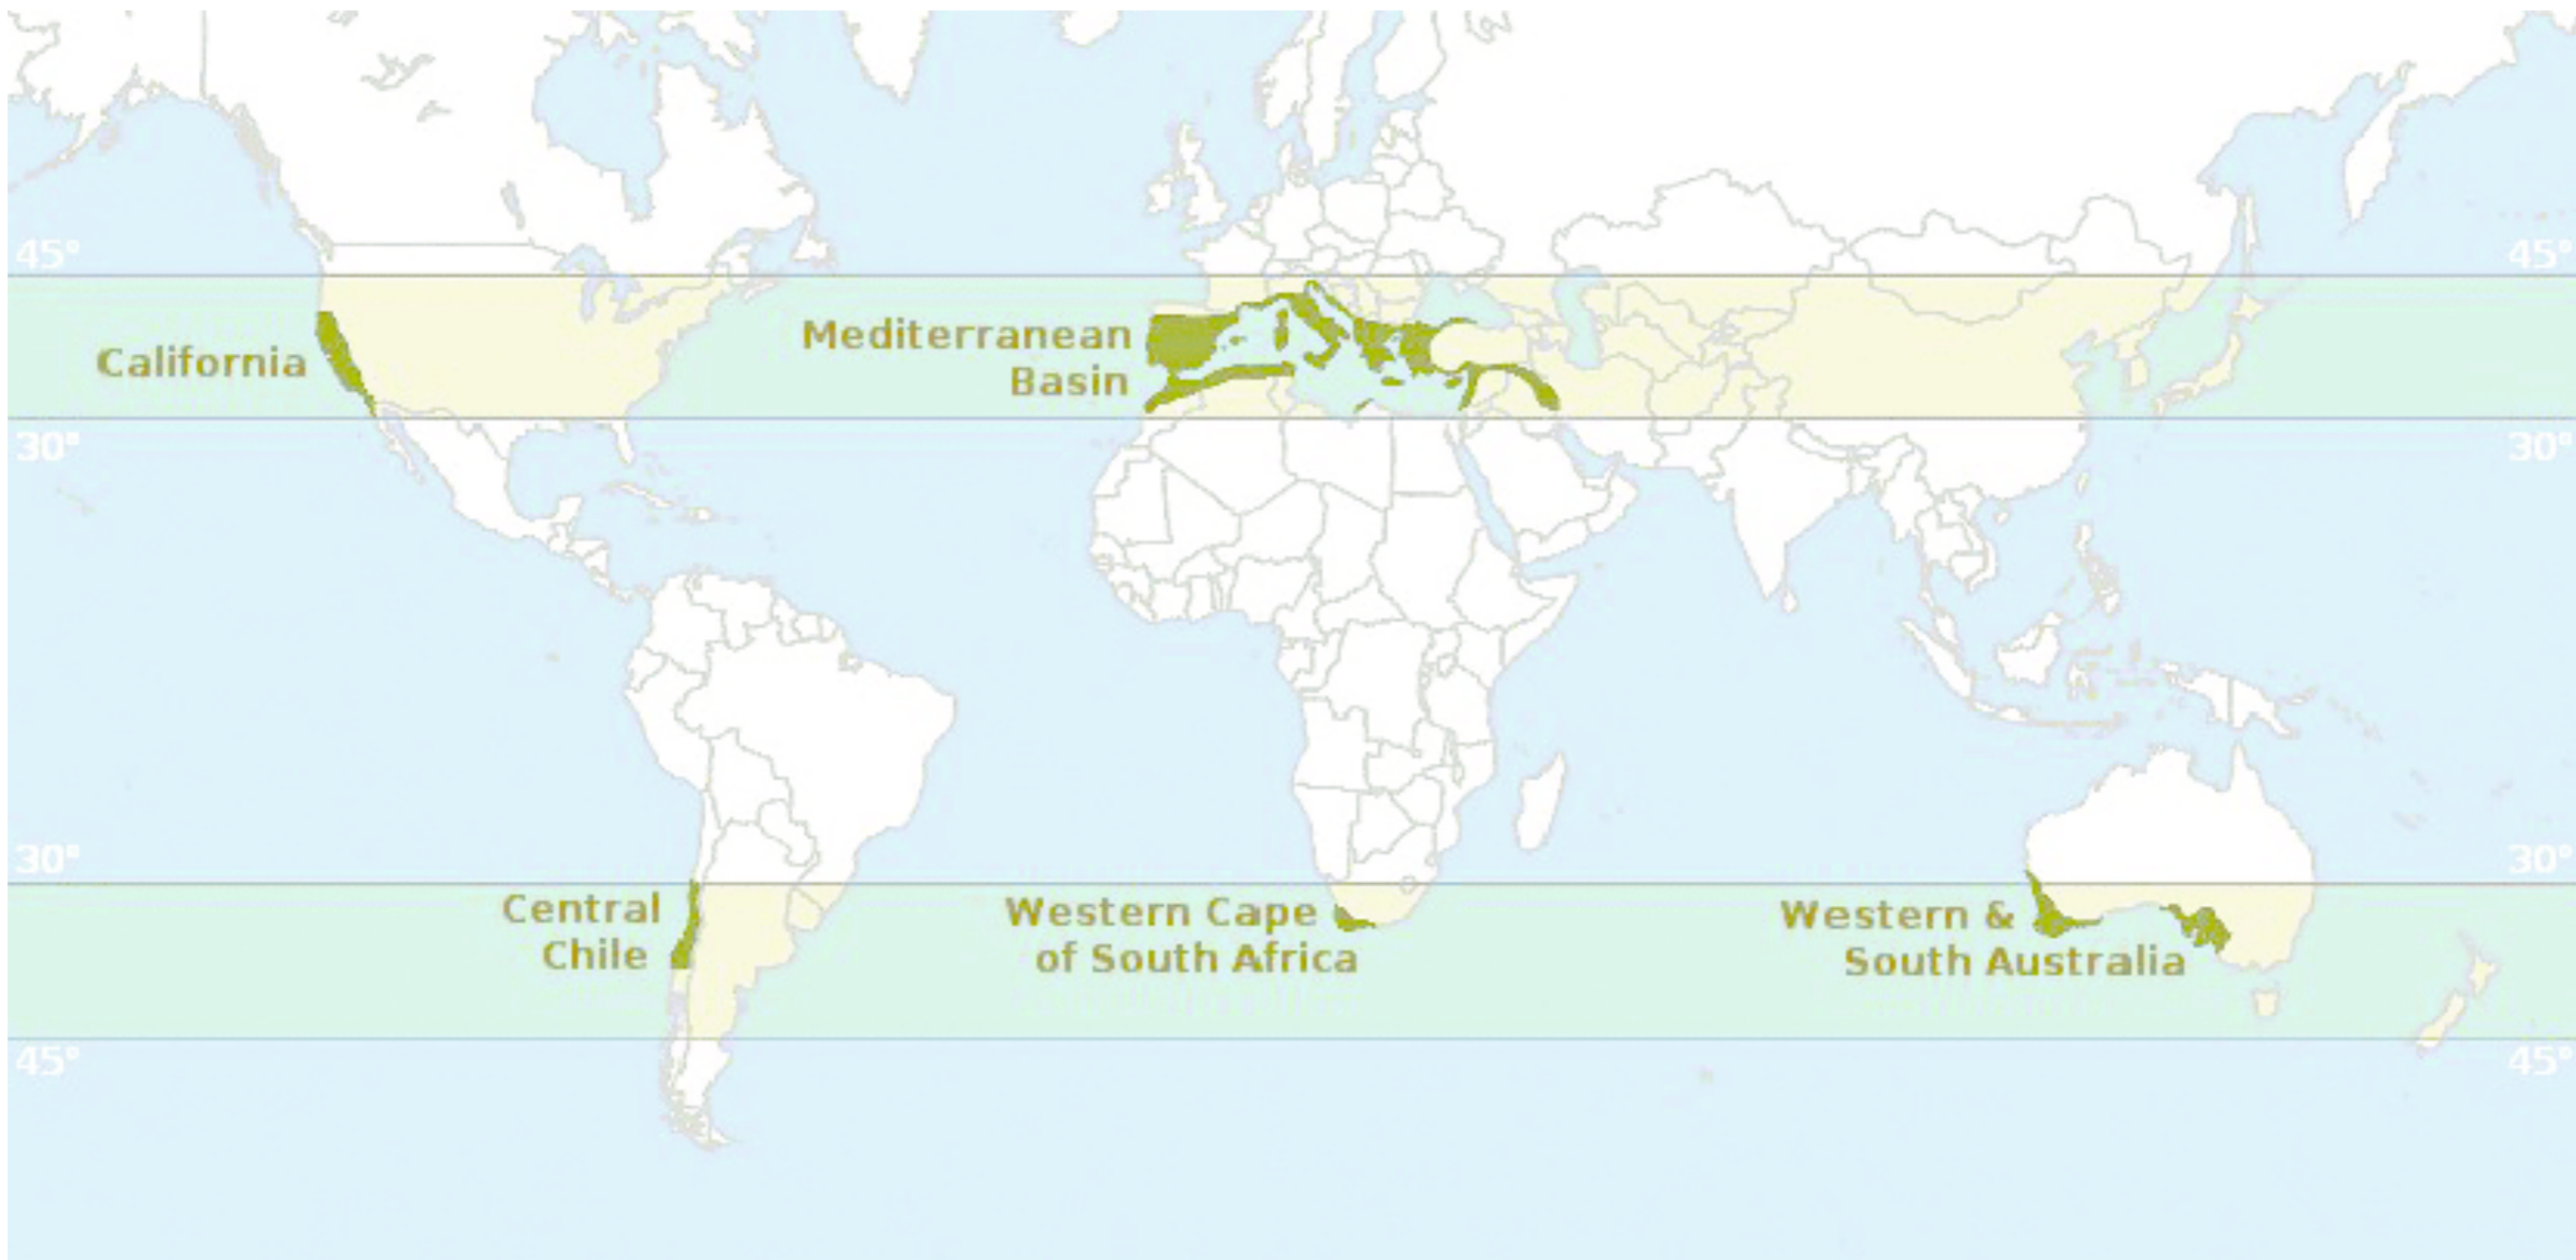 45°
45°
California
Mediterranean
Basin
30°
30°
30°
30°
Central
Chile
Western Cape
of South Africa
Western &
South Australia
45°
45°